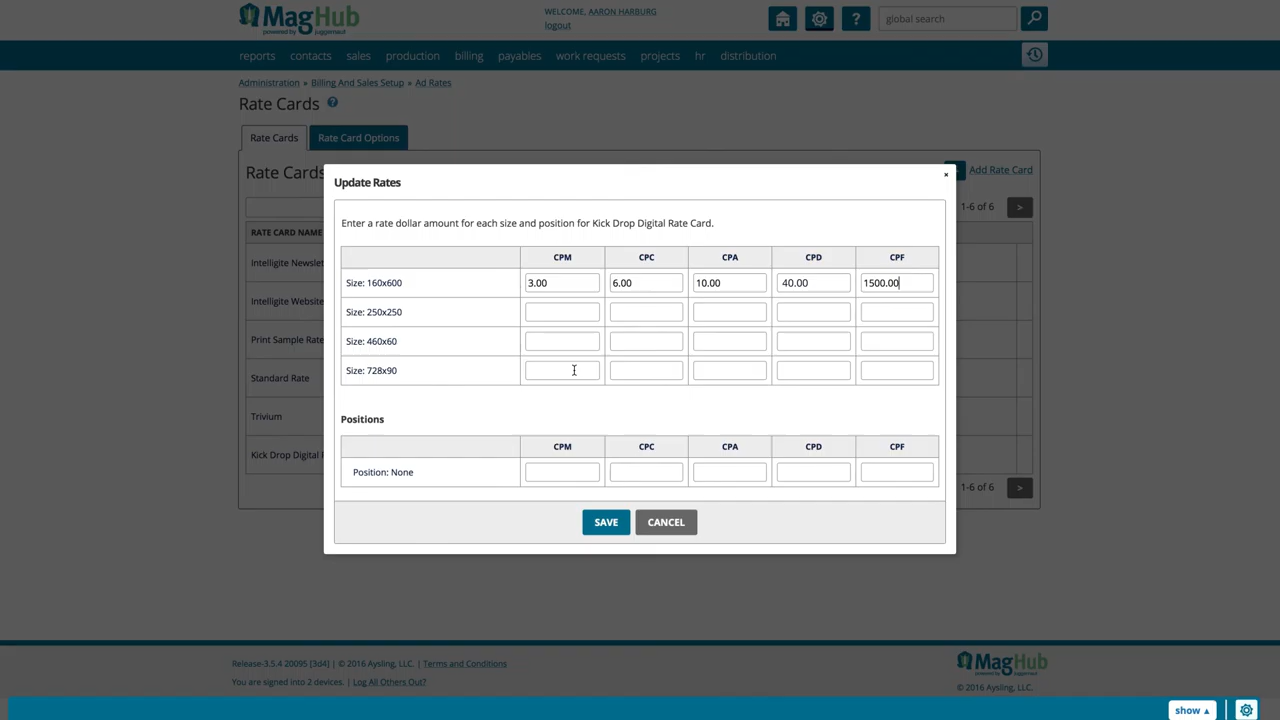 MagHub
powered by juggernaut
WELCOME, AARON HARBURG
logout
?
global search
reports contacts sales production billing payables work requests projects hr distribution
Administration » Billing And Sales Setup » Ad Rates
Rate Cards ?
Rate Cards Rate Card Options
Rate Cards
Add Rate Card
1-6 of 6 >
RATE CARD NAME
Intelligite Newslet
Intelligite Website
Print Sample Rate
Standard Rate
Trivium
Kick Drop Digital
1-6 of 6 >
Update Rates
×
Enter a rate dollar amount for each size and position for Kick Drop Digital Rate Card.
CPM CPC CPA CPD CPF
Size: 160x600 3.00 6.00 10.00 40.00 1500.00
Size: 250x250
Size: 460x60
Size: 728x90
Positions
CPM CPC CPA CPD CPF
Position: None
SAVE CANCEL
Release-3.5.4 20095 [3d4] | © 2016 Aysling, LLC. | Terms and Conditions
You are signed into 2 devices. | Log All Others Out?
MagHub
powered by juggernaut
© 2016 Aysling, LLC.
show ▲